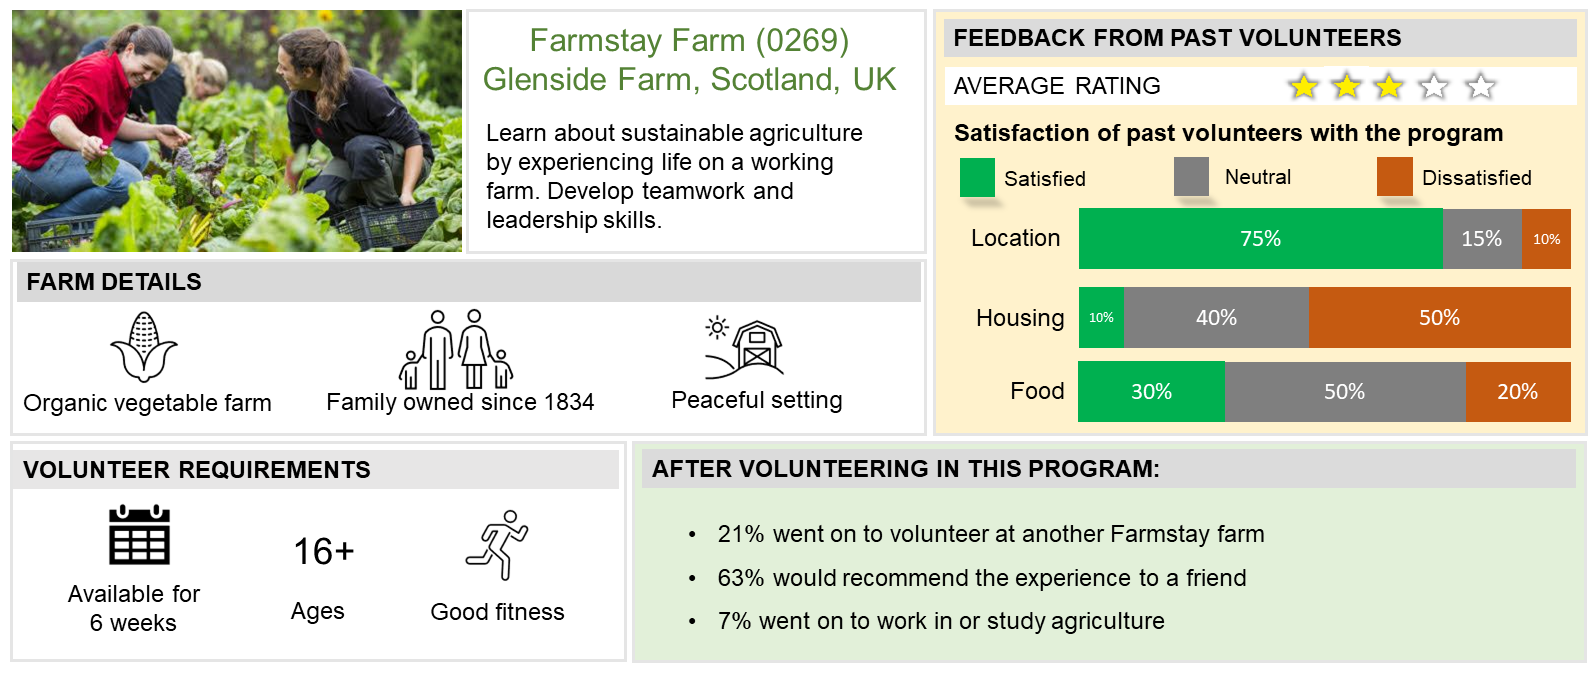 Farmstay Farm (0269)
Glenside Farm, Scotland, UK
Learn about sustainable agriculture
by experiencing life on a working
farm. Develop teamwork and
leadership skills.
FARM DETAILS
Organic vegetable farm
Family owned since 1834
Peaceful setting
FEEDBACK FROM PAST VOLUNTEERS
AVERAGE RATING
Satisfaction of past volunteers with the program
Satisfied
Neutral
Dissatisfied
Location 75% 15% 10%
Housing 10% 40% 50%
Food 30% 50% 20%
VOLUNTEER REQUIREMENTS
Available for
6 weeks
16+
Ages
Good fitness
AFTER VOLUNTEERING IN THIS PROGRAM:
• 21% went on to volunteer at another Farmstay farm
• 63% would recommend the experience to a friend
• 7% went on to work in or study agriculture